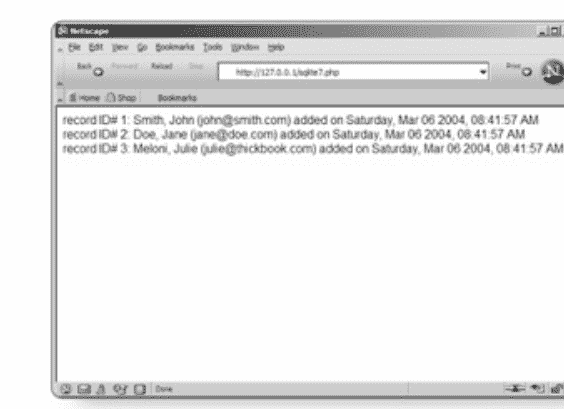 Netscape
File Edit View Go Bookmarks Tools Window Help
Back Forward Reload Stop http://127.0.0.1/sqlite7.php Print N
Home Shop Bookmarks
record ID# 1: Smith, John (john@smith.com) added on Saturday, Mar 06 2004, 08:41:57 AM
record ID# 2: Doe, Jane (jane@doe.com) added on Saturday, Mar 06 2004, 08:41:57 AM
record ID# 3: Meloni, Julie (julie@thickbook.com) added on Saturday, Mar 06 2004, 08:41:57 AM
Done